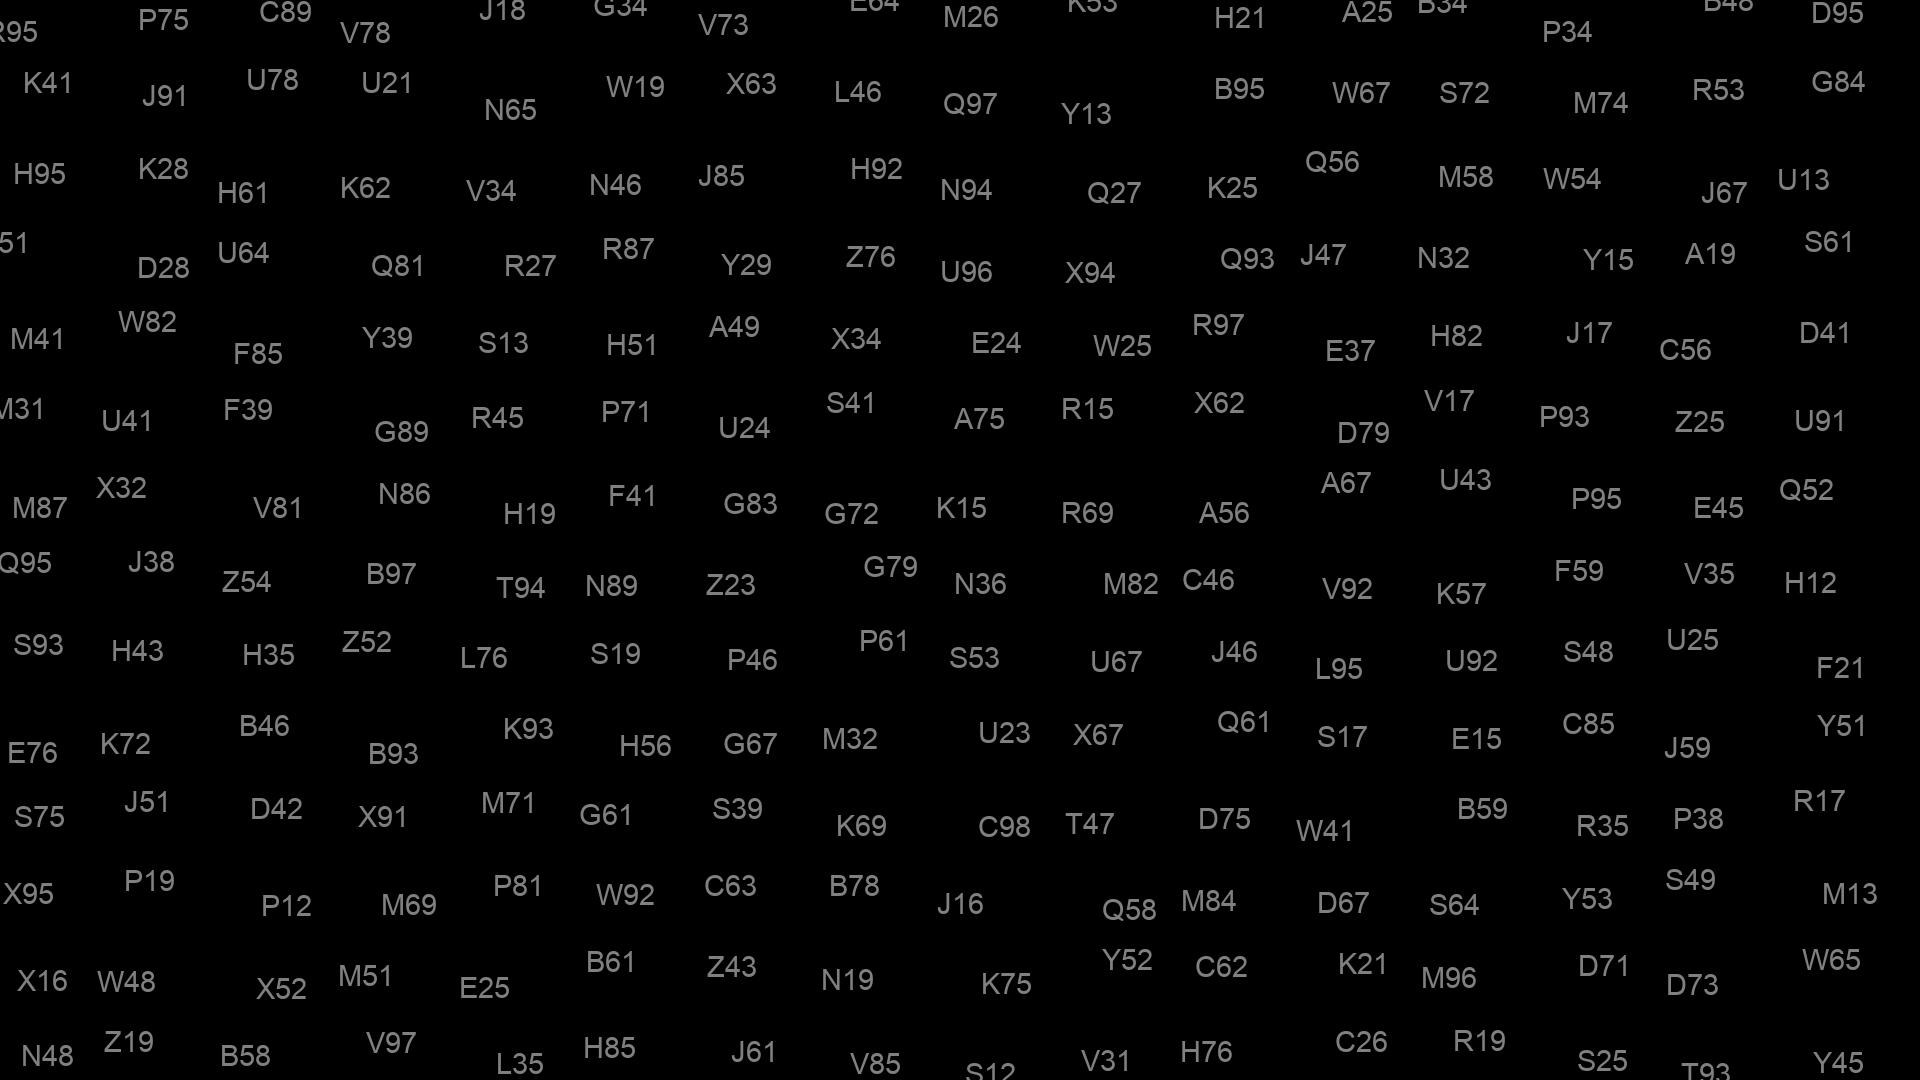 P75 C89 V78 J18 G34 V73 E64 M26 K53 H21 A25 B34 P34 B48 D95
K41 J91 U78 U21 N65 W19 X63 L46 Q97 Y13 B95 W67 S72 M74 R53 G84
H95 K28 H61 K62 V34 N46 J85 H92 N94 Q27 K25 Q56 M58 W54 J67 U13
51 D28 U64 Q81 R27 R87 Y29 Z76 U96 X94 Q93 J47 N32 Y15 A19 S61
M41 W82 F85 Y39 S13 H51 A49 X34 E24 W25 R97 E37 H82 J17 C56 D41
M31 U41 F39 G89 R45 P71 U24 S41 A75 R15 X62 D79 V17 P93 Z25 U91
M87 X32 V81 N86 H19 F41 G83 G72 K15 R69 A56 A67 U43 P95 E45 Q52
Q95 J38 Z54 B97 T94 N89 Z23 G79 N36 M82 C46 V92 K57 F59 V35 H12
S93 H43 H35 Z52 L76 S19 P46 P61 S53 U67 J46 L95 U92 S48 U25 F21
E76 K72 B46 B93 K93 H56 G67 M32 U23 X67 Q61 S17 E15 C85 J59 Y51
S75 J51 D42 X91 M71 G61 S39 K69 C98 T47 D75 W41 B59 R35 P38 R17
X95 P19 P12 M69 P81 W92 C63 B78 J16 Q58 M84 D67 S64 Y53 S49 M13
X16 W48 X52 M51 E25 B61 Z43 N19 K75 Y52 C62 K21 M96 D71 D73 W65
N48 Z19 B58 V97 L35 H85 J61 V85 S12 V31 H76 C26 R19 S25 T93 Y45